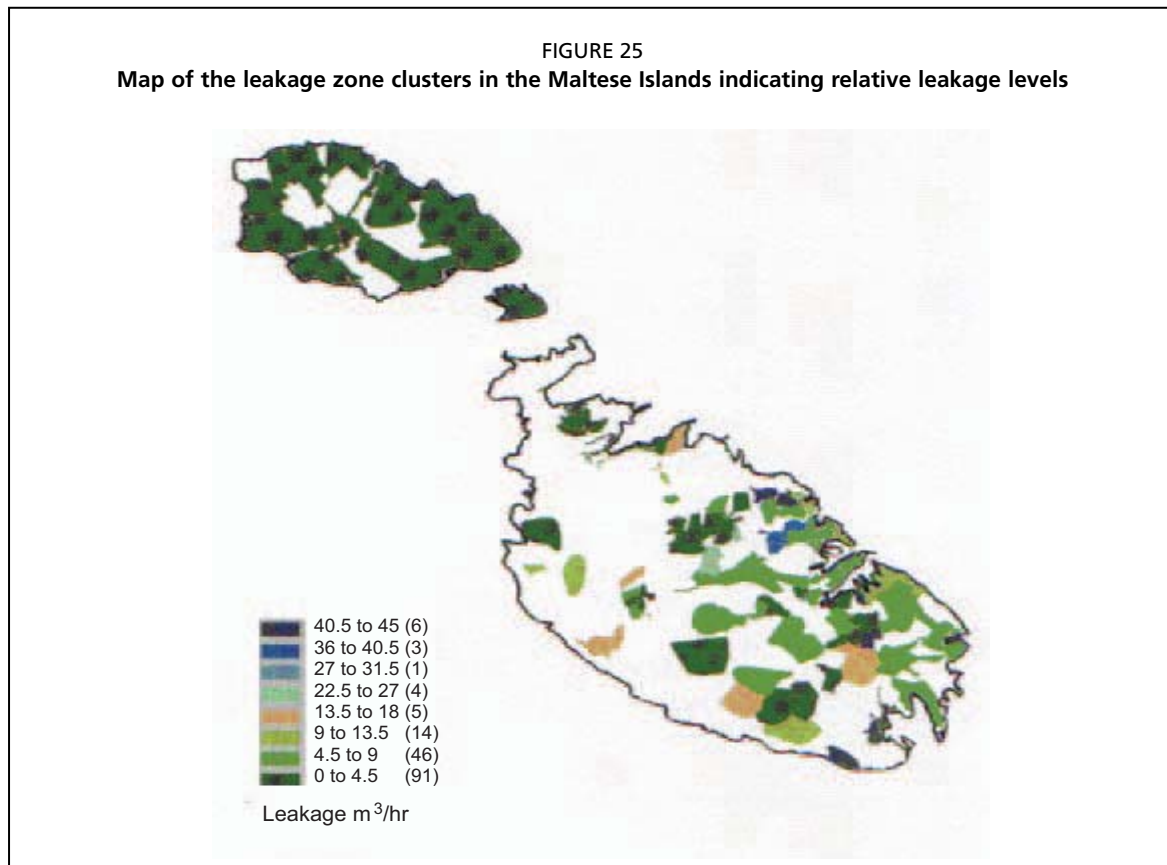 FIGURE 25
Map of the leakage zone clusters in the Maltese Islands indicating relative leakage levels
40.5 to 45 (6)
36 to 40.5 (3)
27 to 31.5 (1)
22.5 to 27 (4)
13.5 to 18 (5)
9 to 13.5 (14)
4.5 to 9 (46)
0 to 4.5 (91)
Leakage m³/hr